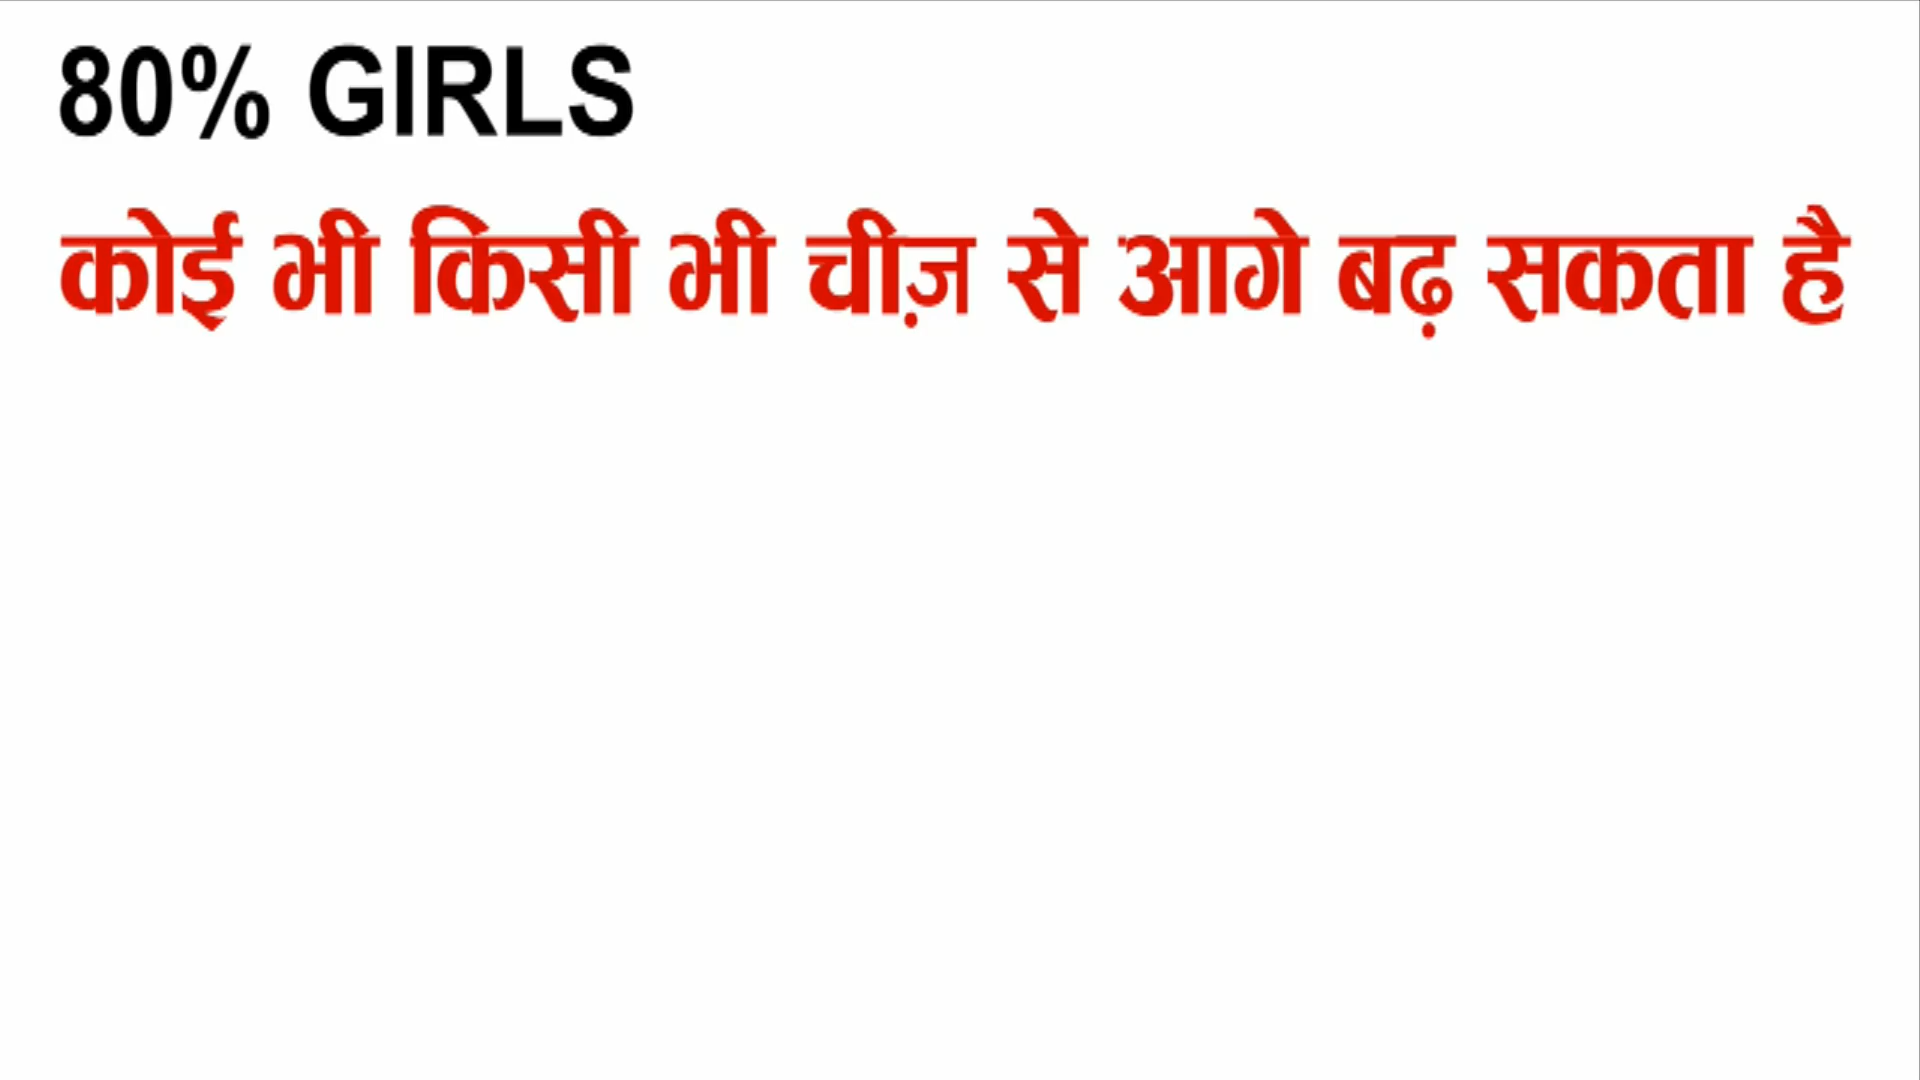 80% GIRLS
कोई भी किसी भी चीज़ से आगे बढ़ सकता है